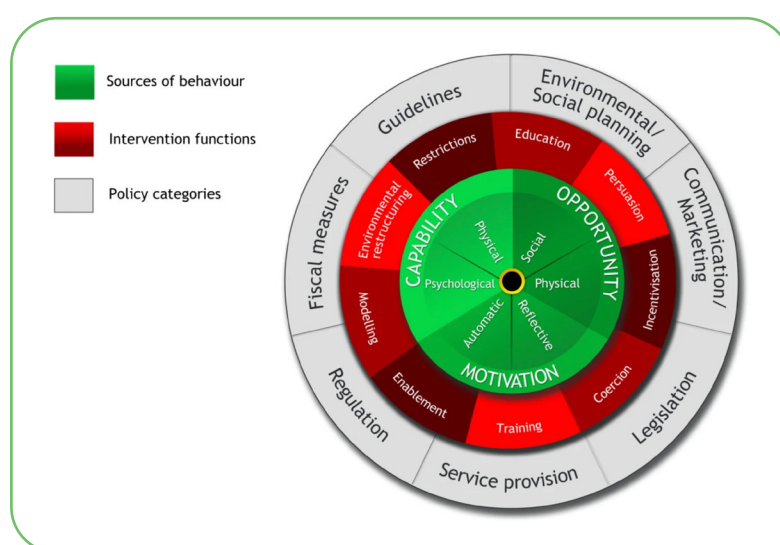 Sources of behaviour
Intervention functions
Policy categories
Guidelines
Environmental/
Social planning
Communication/
Marketing
Legislation
Service provision
Regulation
Fiscal measures
Restrictions
Education
Persuasion
Incentivisation
Coercion
Training
Enablement
Modelling
Environmental
restructuring
CAPABILITY
OPPORTUNITY
MOTIVATION
Physical
Social
Physical
Reflective
Automatic
Psychological